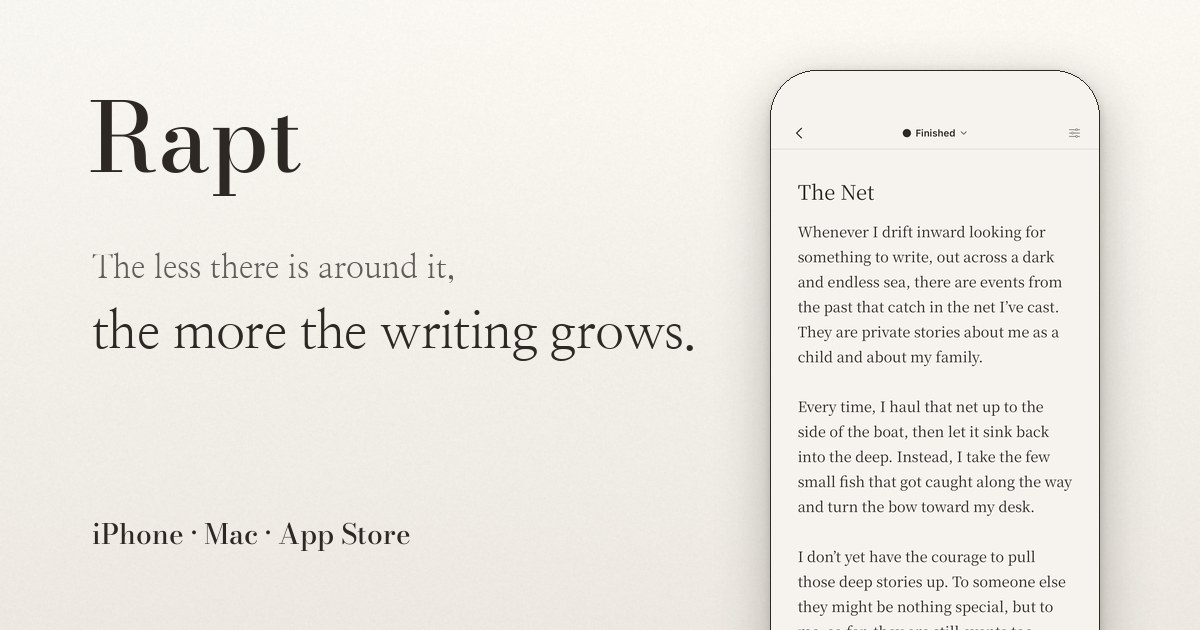 Rapt
The less there is around it,
the more the writing grows.
iPhone · Mac · App Store
Finished
The Net
Whenever I drift inward looking for
something to write, out across a dark
and endless sea, there are events from
the past that catch in the net I’ve cast.
They are private stories about me as a
child and about my family.
Every time, I haul that net up to the
side of the boat, then let it sink back
into the deep. Instead, I take the few
small fish that got caught along the way
and turn the bow toward my desk.
I don’t yet have the courage to pull
those deep stories up. To someone else
they might be nothing special, but to